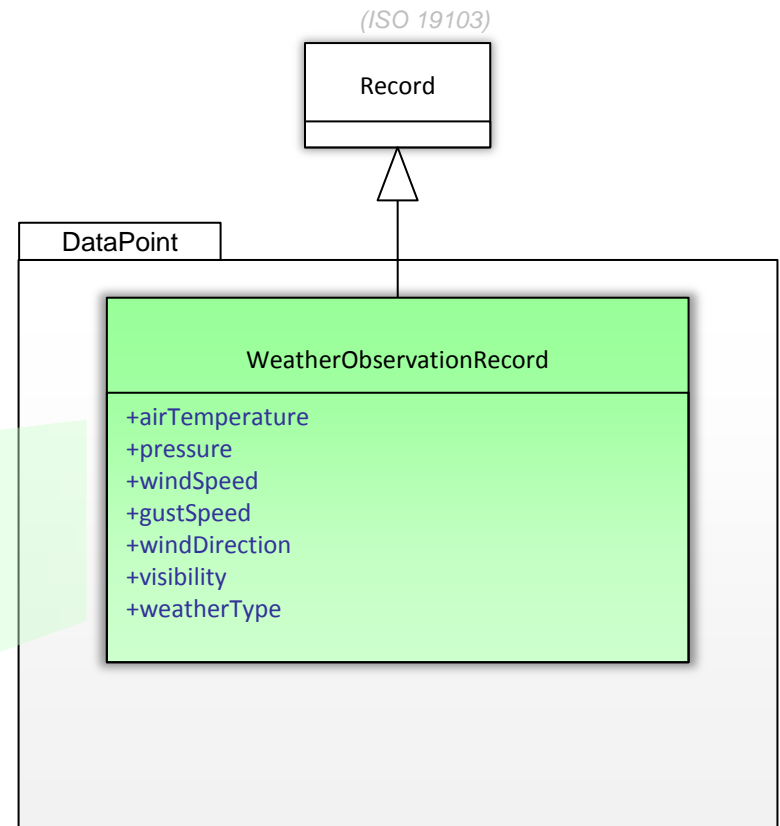 (ISO 19103)
Record
DataPoint
WeatherObservationRecord
+airTemperature
+pressure
+windSpeed
+gustSpeed
+windDirection
+visibility
+weatherType